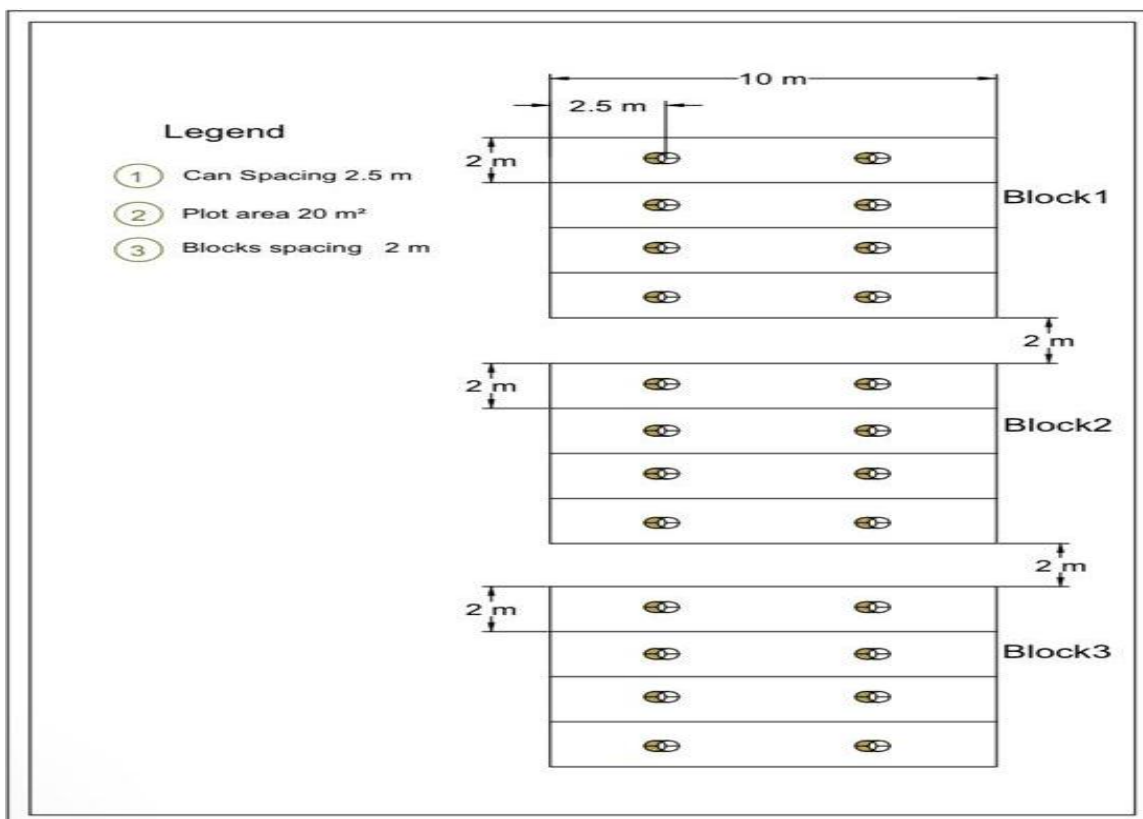 10 m
2.5 m
Legend
2 m
1 Can Spacing 2.5 m
Block1
2 Plot area 20 m²
3 Blocks spacing 2 m
2 m
2 m
Block2
2 m
2 m
Block3